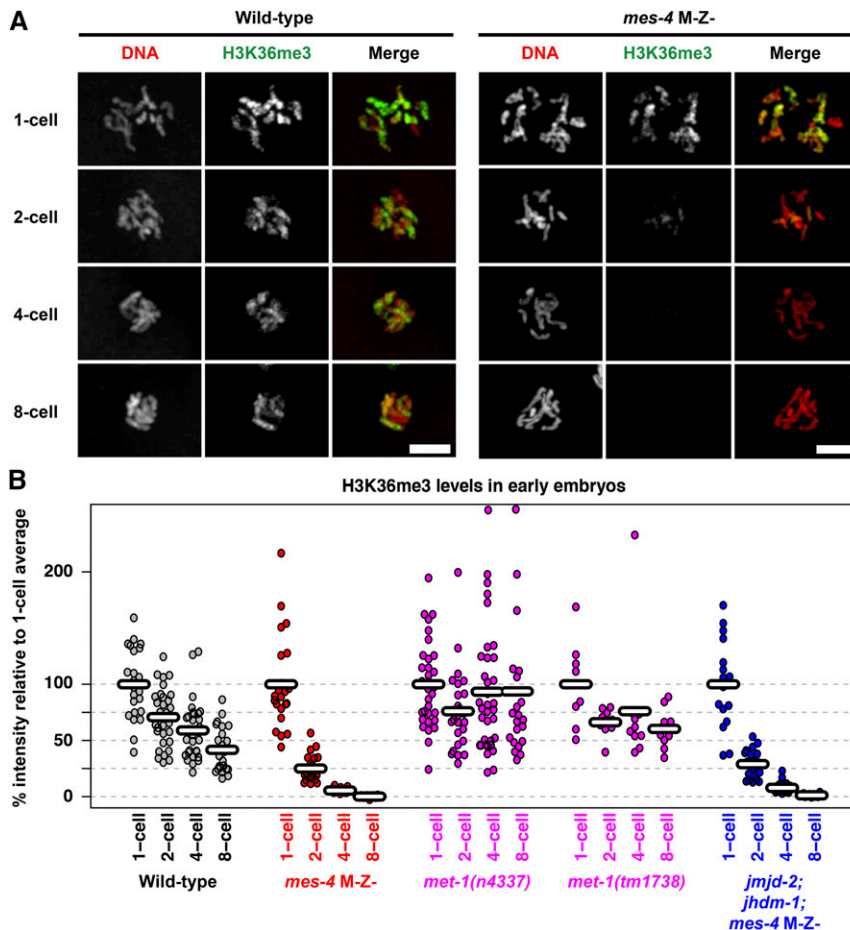 A
Wild-type
mes-4 M-Z-
DNA H3K36me3 Merge
DNA H3K36me3 Merge
1-cell
2-cell
4-cell
8-cell
B
H3K36me3 levels in early embryos
% intensity relative to 1-cell average
200
100
50
0
1-cell 2-cell 4-cell 8-cell
1-cell 2-cell 4-cell 8-cell
1-cell 2-cell 4-cell 8-cell
1-cell 2-cell 4-cell 8-cell
1-cell 2-cell 4-cell 8-cell
Wild-type
mes-4 M-Z-
met-1(n4337)
met-1(tm1738)
jmjd-2;
jhdm-1;
mes-4 M-Z-